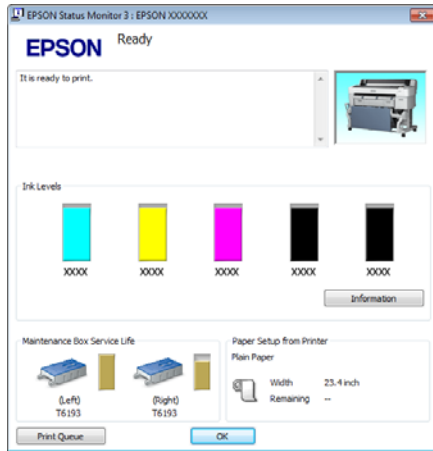 EPSON Status Monitor 3 : EPSON XXXXXXX
EPSON
Ready
It is ready to print.
Ink Levels
XXXX XXXX XXXX XXXX XXXX
Information
Maintenance Box Service Life
(Left) (Right)
T6193 T6193
Paper Setup from Printer
Plain Paper
Width 23.4 inch
Remaining --
Print Queue
OK